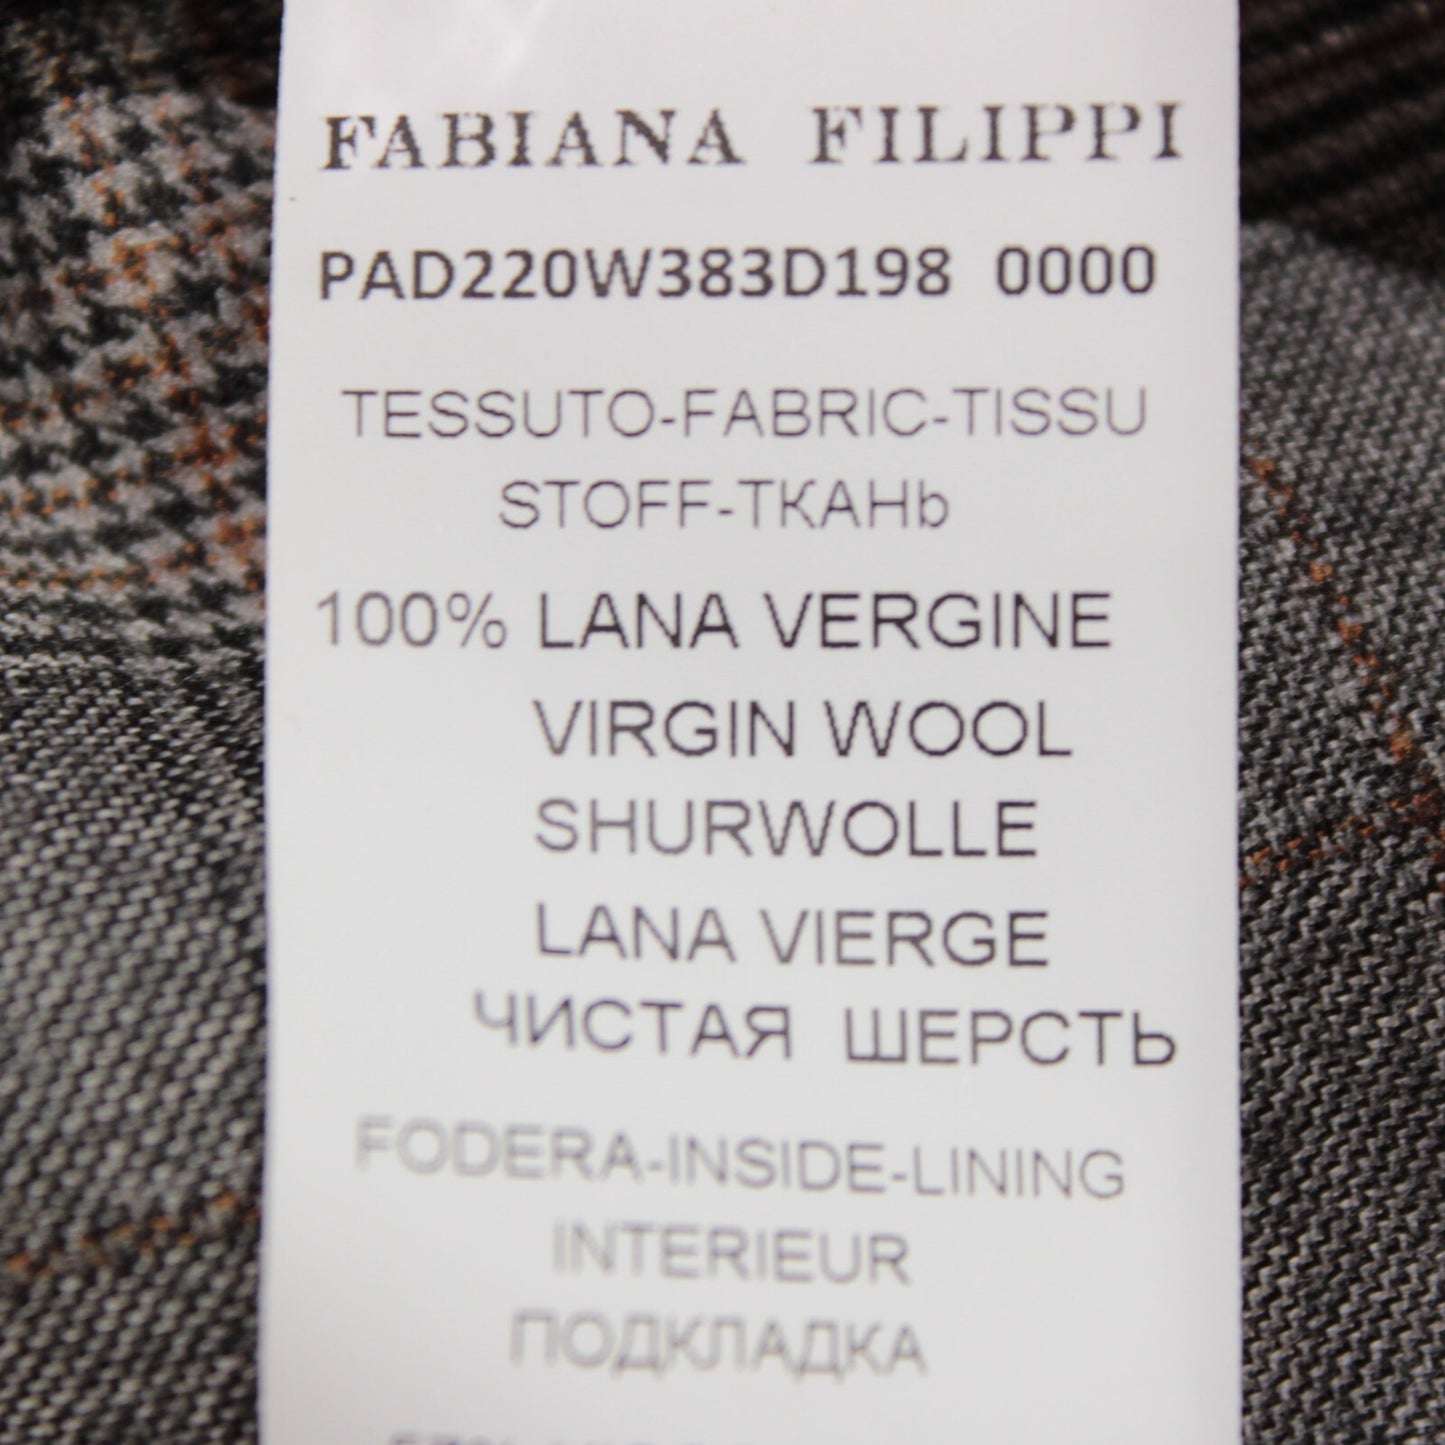 FABIANA FILIPPI
PAD220W383D198 0000
TESSUTO-FABRIC-TISSU
STOFF-ТКАНЬ
100% LANA VERGINE
VIRGIN WOOL
SHURWOLLE
LANA VIERGE
ЧИСТАЯ ШЕРСТЬ
FODERA-INSIDE-LINING
INTERIEUR
ПОДКЛАДКА